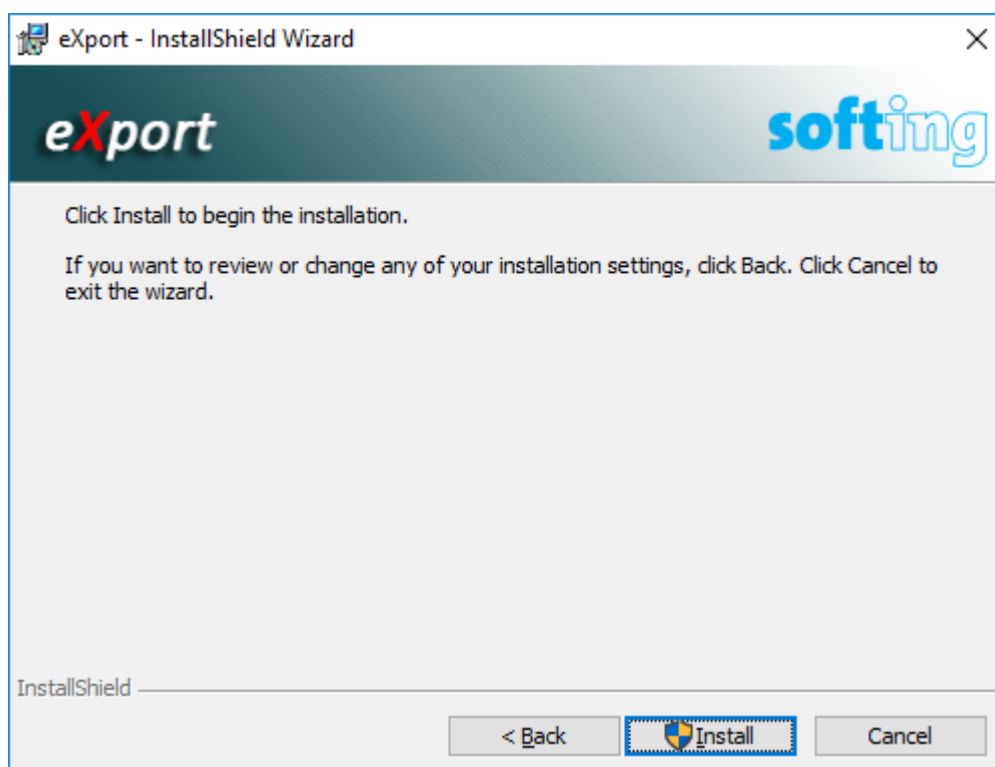 eXport - InstallShield Wizard
eXport
softing
Click Install to begin the installation.
If you want to review or change any of your installation settings, click Back. Click Cancel to
exit the wizard.
InstallShield
< Back
Install
Cancel